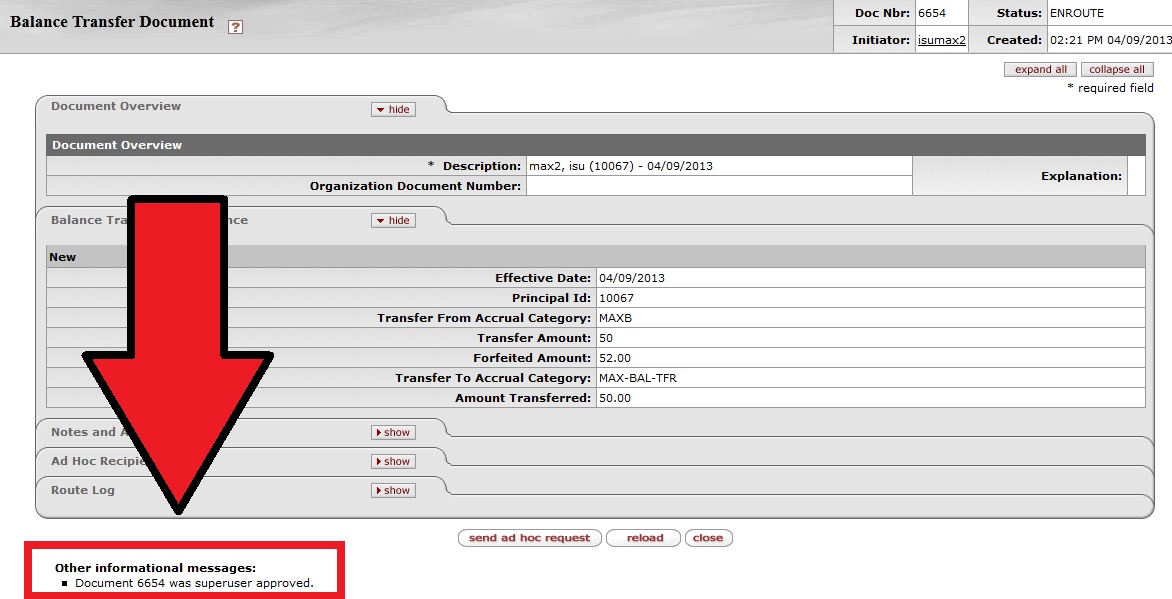 Balance Transfer Document ?
Doc Nbr: 6654 Status: ENROUTE
Initiator: isumax2 Created: 02:21 PM 04/09/2013
expand all collapse all
* required field
Document Overview hide
Document Overview
* Description: max2, isu (10067) - 04/09/2013
Explanation:
Organization Document Number:
Balance Tra nce hide
New
Effective Date: 04/09/2013
Principal Id: 10067
Transfer From Accrual Category: MAXB
Transfer Amount: 50
Forfeited Amount: 52.00
Transfer To Accrual Category: MAX-BAL-TFR
Amount Transferred: 50.00
Notes and A show
Ad Hoc Recipie show
Route Log show
send ad hoc request reload close
Other informational messages:
Document 6654 was superuser approved.